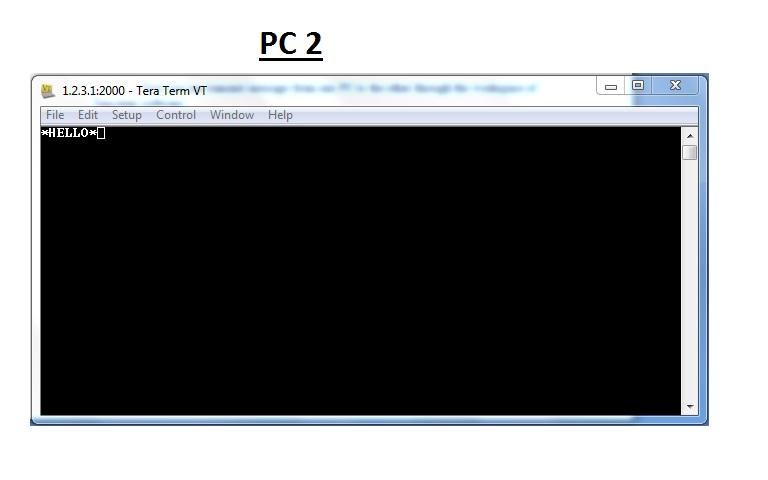 PC 2
1.2.3.1:2000 - Tera Term VT
File Edit Setup Control Window Help
*HELLO*